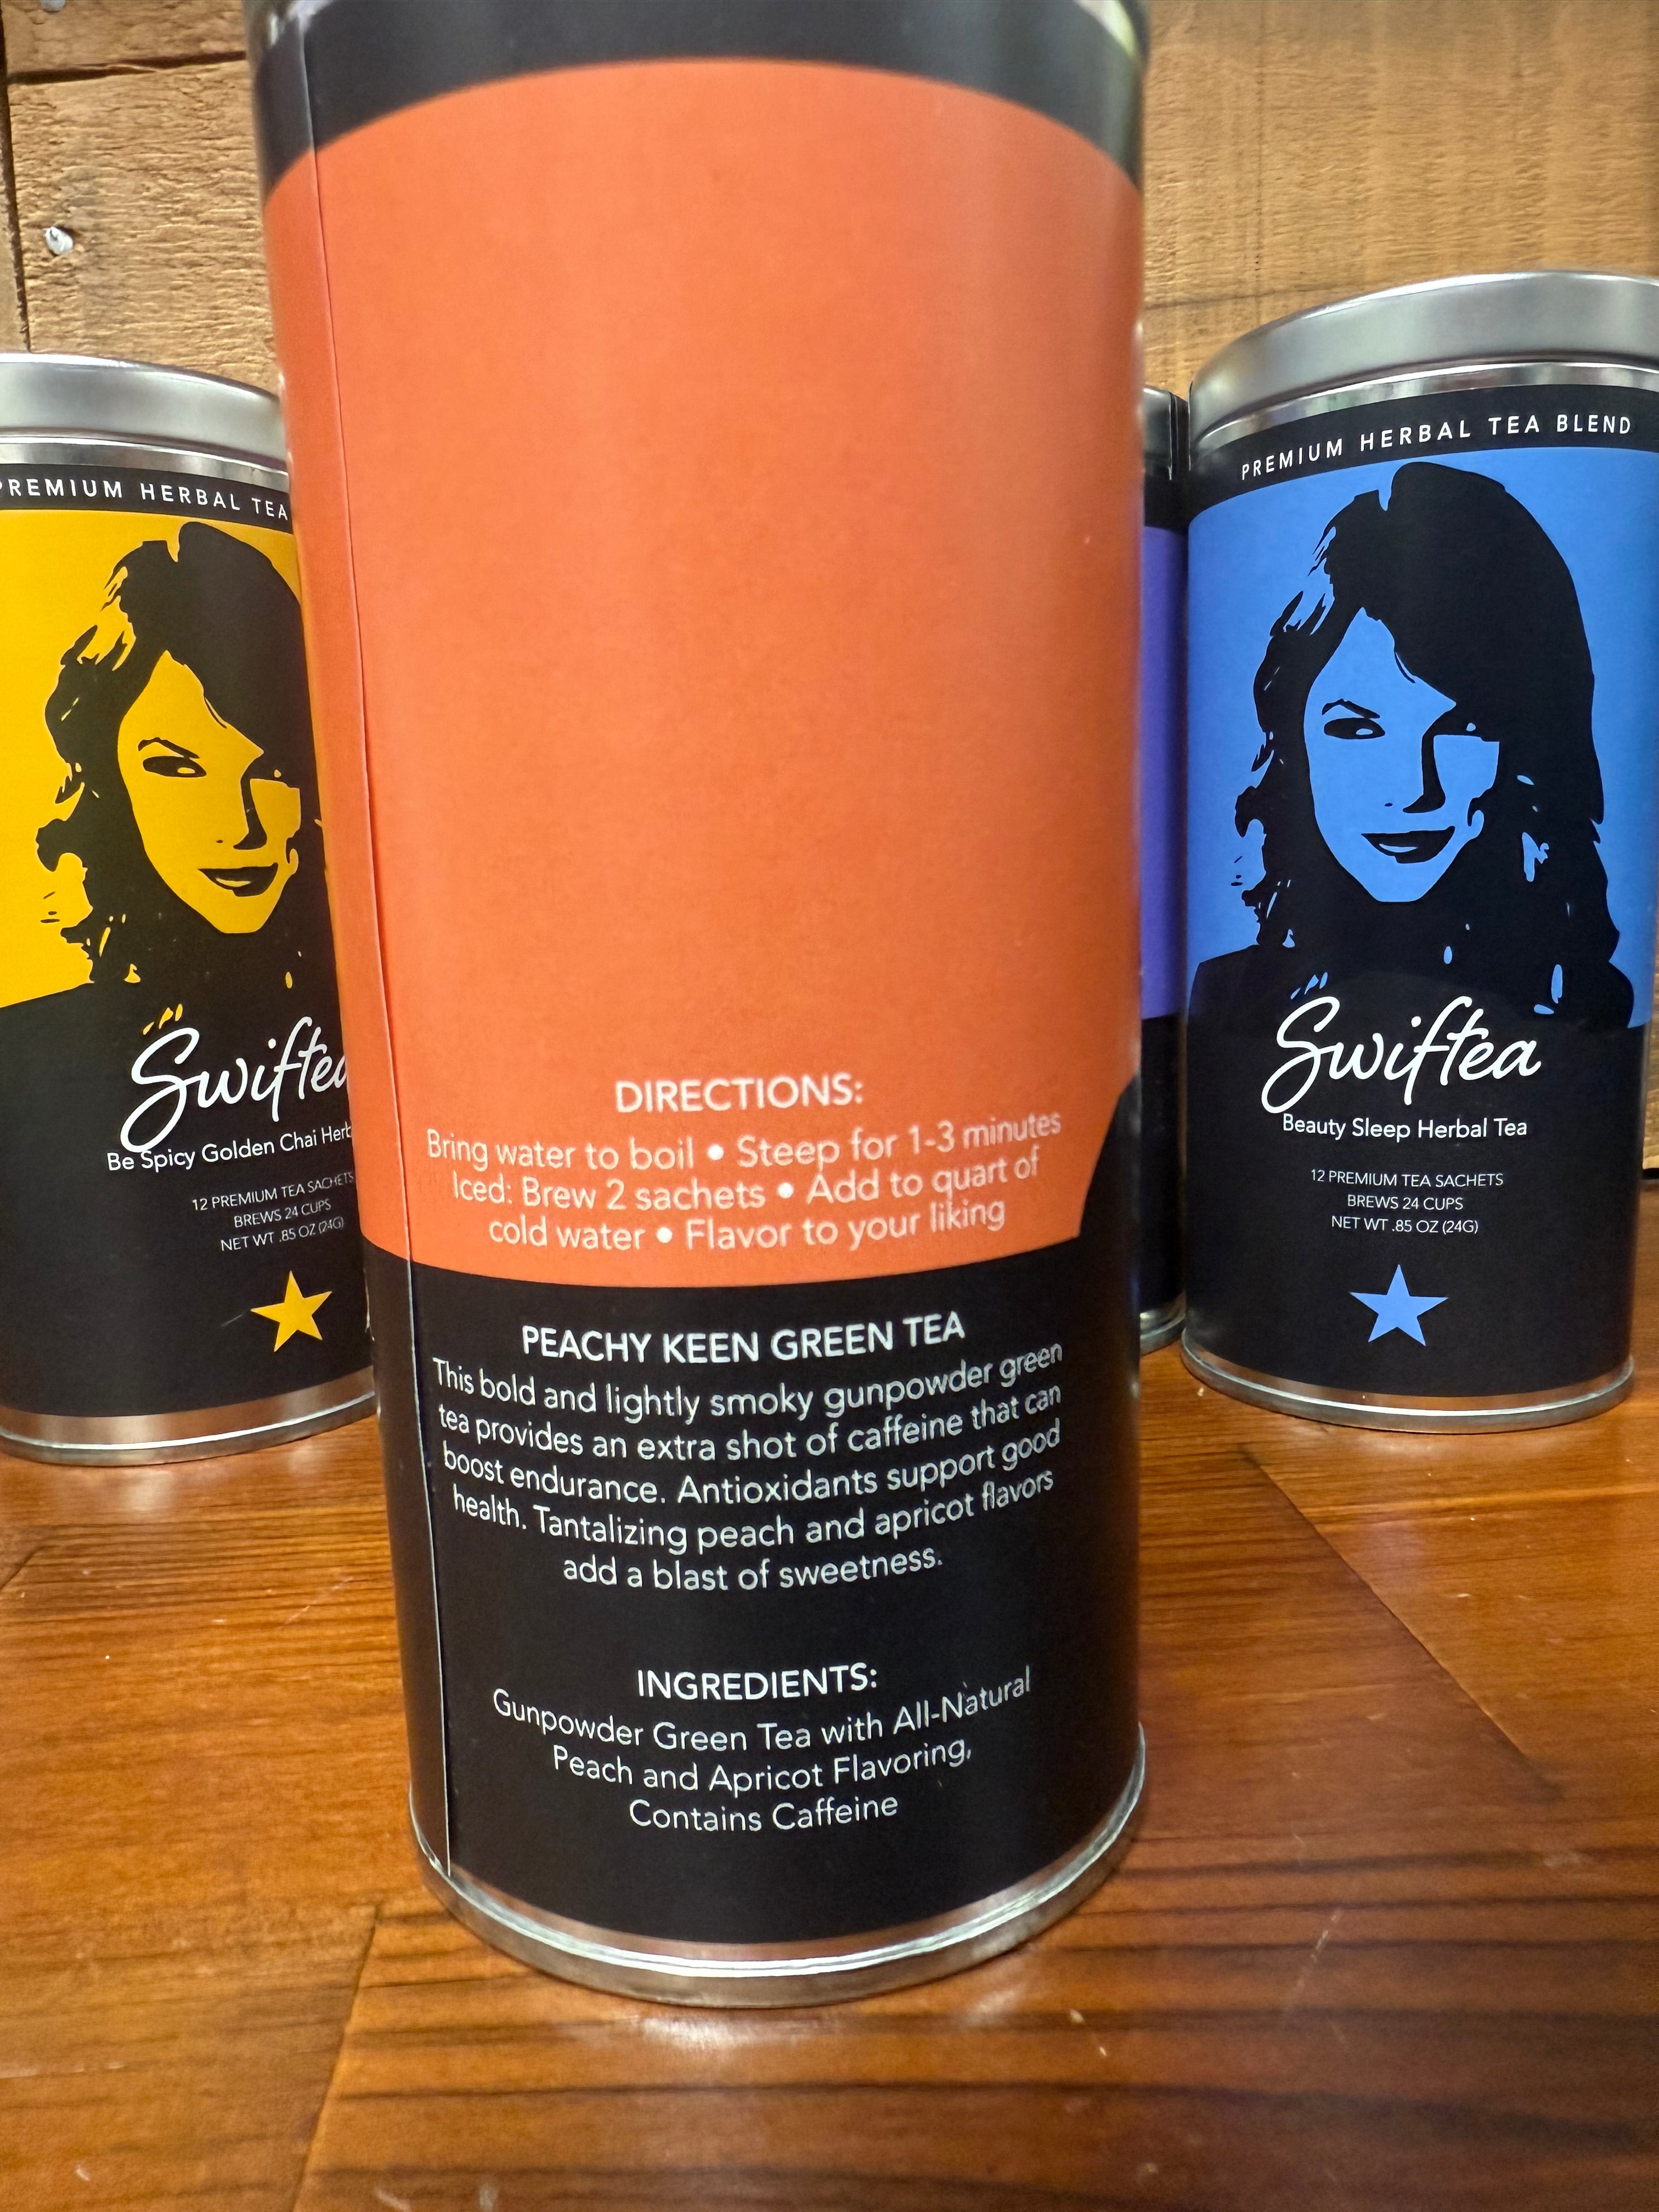 PREMIUM HERBAL TEA
Swiftea
Be Spicy Golden Chai
12 PREMIUM TEA SACHETS
BREWS 24 CUPS
NET WT .85 OZ (24G)
DIRECTIONS:
Bring water to boil • Steep for 1-3 minutes
Iced: Brew 2 sachets • Add to quart of
cold water • Flavor to your liking
PEACHY KEEN GREEN TEA
This bold and lightly smoky gunpowder green
tea provides an extra shot of caffeine that can
boost endurance. Antioxidants support good
health. Tantalizing peach and apricot flavors
add a blast of sweetness.
INGREDIENTS:
Gunpowder Green Tea with All-Natural
Peach and Apricot Flavoring,
Contains Caffeine
PREMIUM HERBAL TEA BLEND
Swiftea
Beauty Sleep Herbal Tea
12 PREMIUM TEA SACHETS
BREWS 24 CUPS
NET WT .85 OZ (24G)